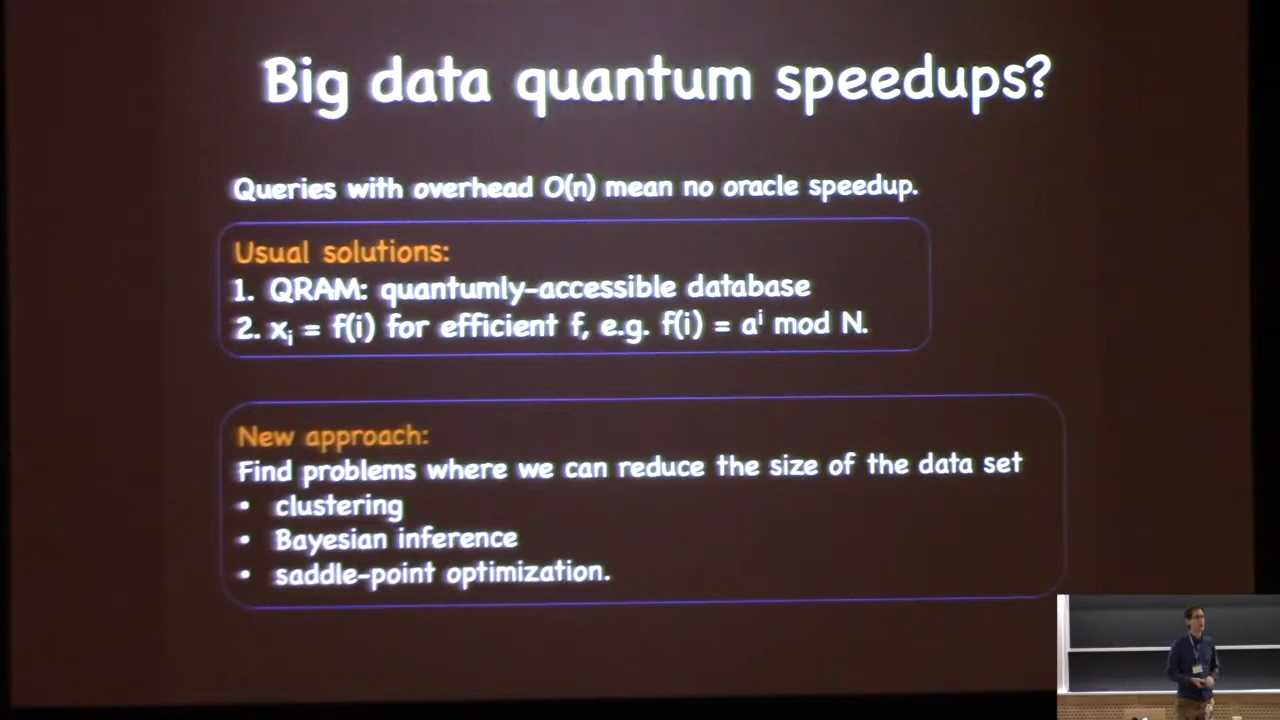 Big data quantum speedups?
Queries with overhead O(n) mean no oracle speedup.
Usual solutions:
1. QRAM: quantumly-accessible database
2. xᵢ = f(i) for efficient f, e.g. f(i) = aⁱ mod N.
New approach:
Find problems where we can reduce the size of the data set
• clustering
• Bayesian inference
• saddle-point optimization.